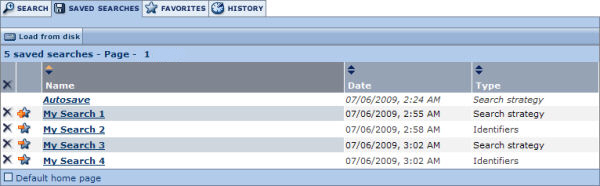 SEARCH SAVED SEARCHES FAVORITES HISTORY
Load from disk
5 saved searches - Page - 1
Name Date Type
Autosave 07/06/2009, 2:24 AM Search strategy
My Search 1 07/06/2009, 2:55 AM Search strategy
My Search 2 07/06/2009, 2:58 AM Identifiers
My Search 3 07/06/2009, 3:02 AM Search strategy
My Search 4 07/06/2009, 3:02 AM Identifiers
Default home page